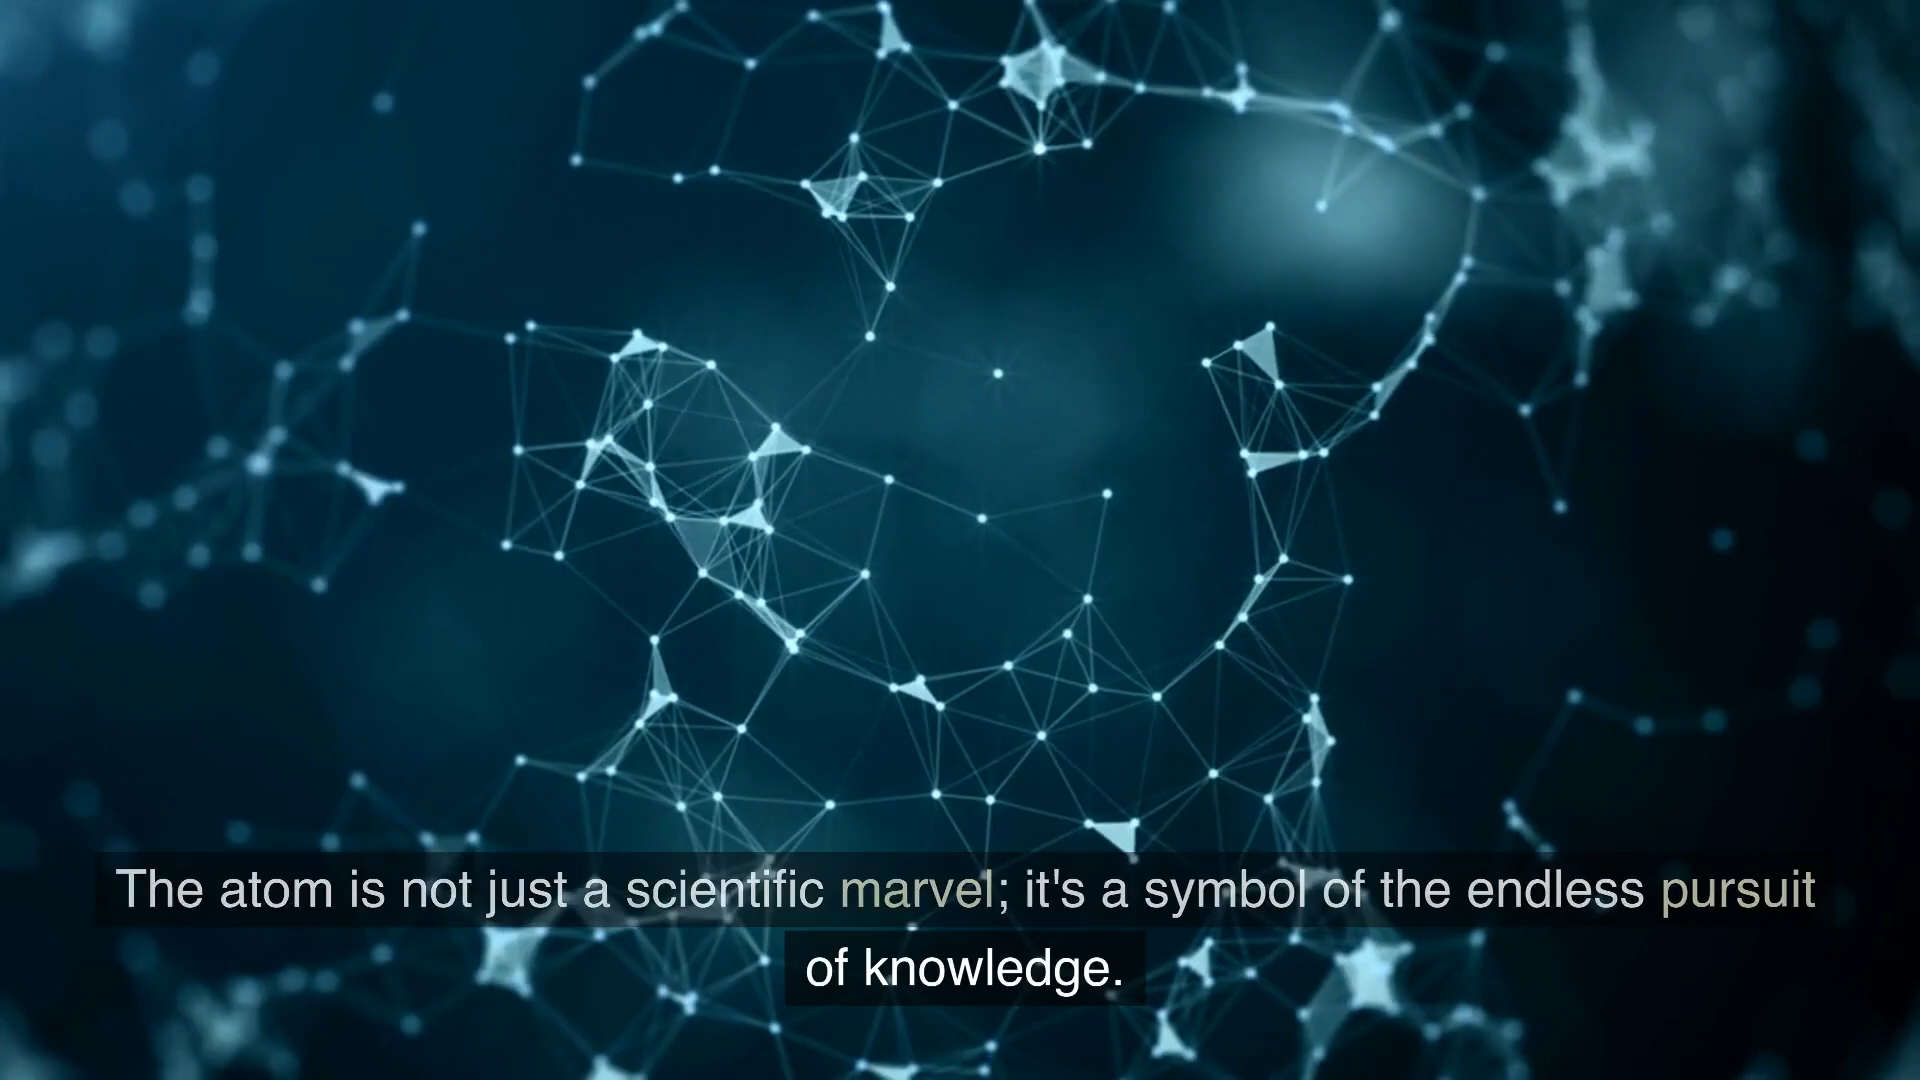 The atom is not just a scientific marvel; it's a symbol of the endless pursuit
of knowledge.